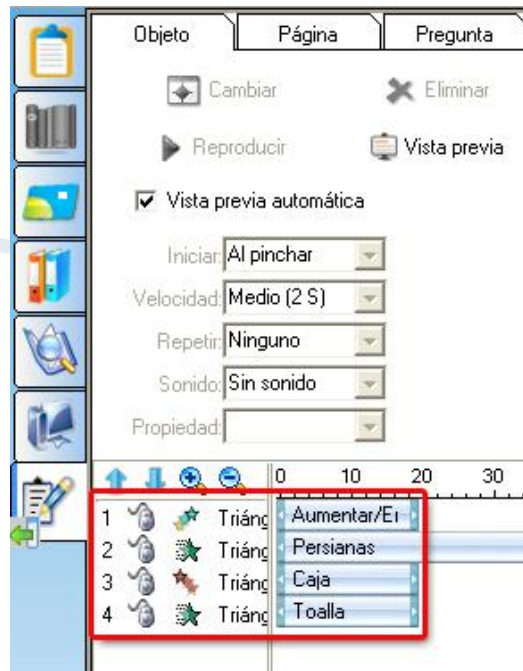 Objeto Página Pregunta
Cambiar Eliminar
Reproducir Vista previa
Vista previa automática
Iniciar: Al pinchar
Velocidad: Medio (2 S)
Repetir: Ninguno
Sonido: Sin sonido
Propiedad:
0 10 20 30
1 Triáng Aumentar/Er
2 Triáng Persianas
3 Triáng Caja
4 Triáng Toalla